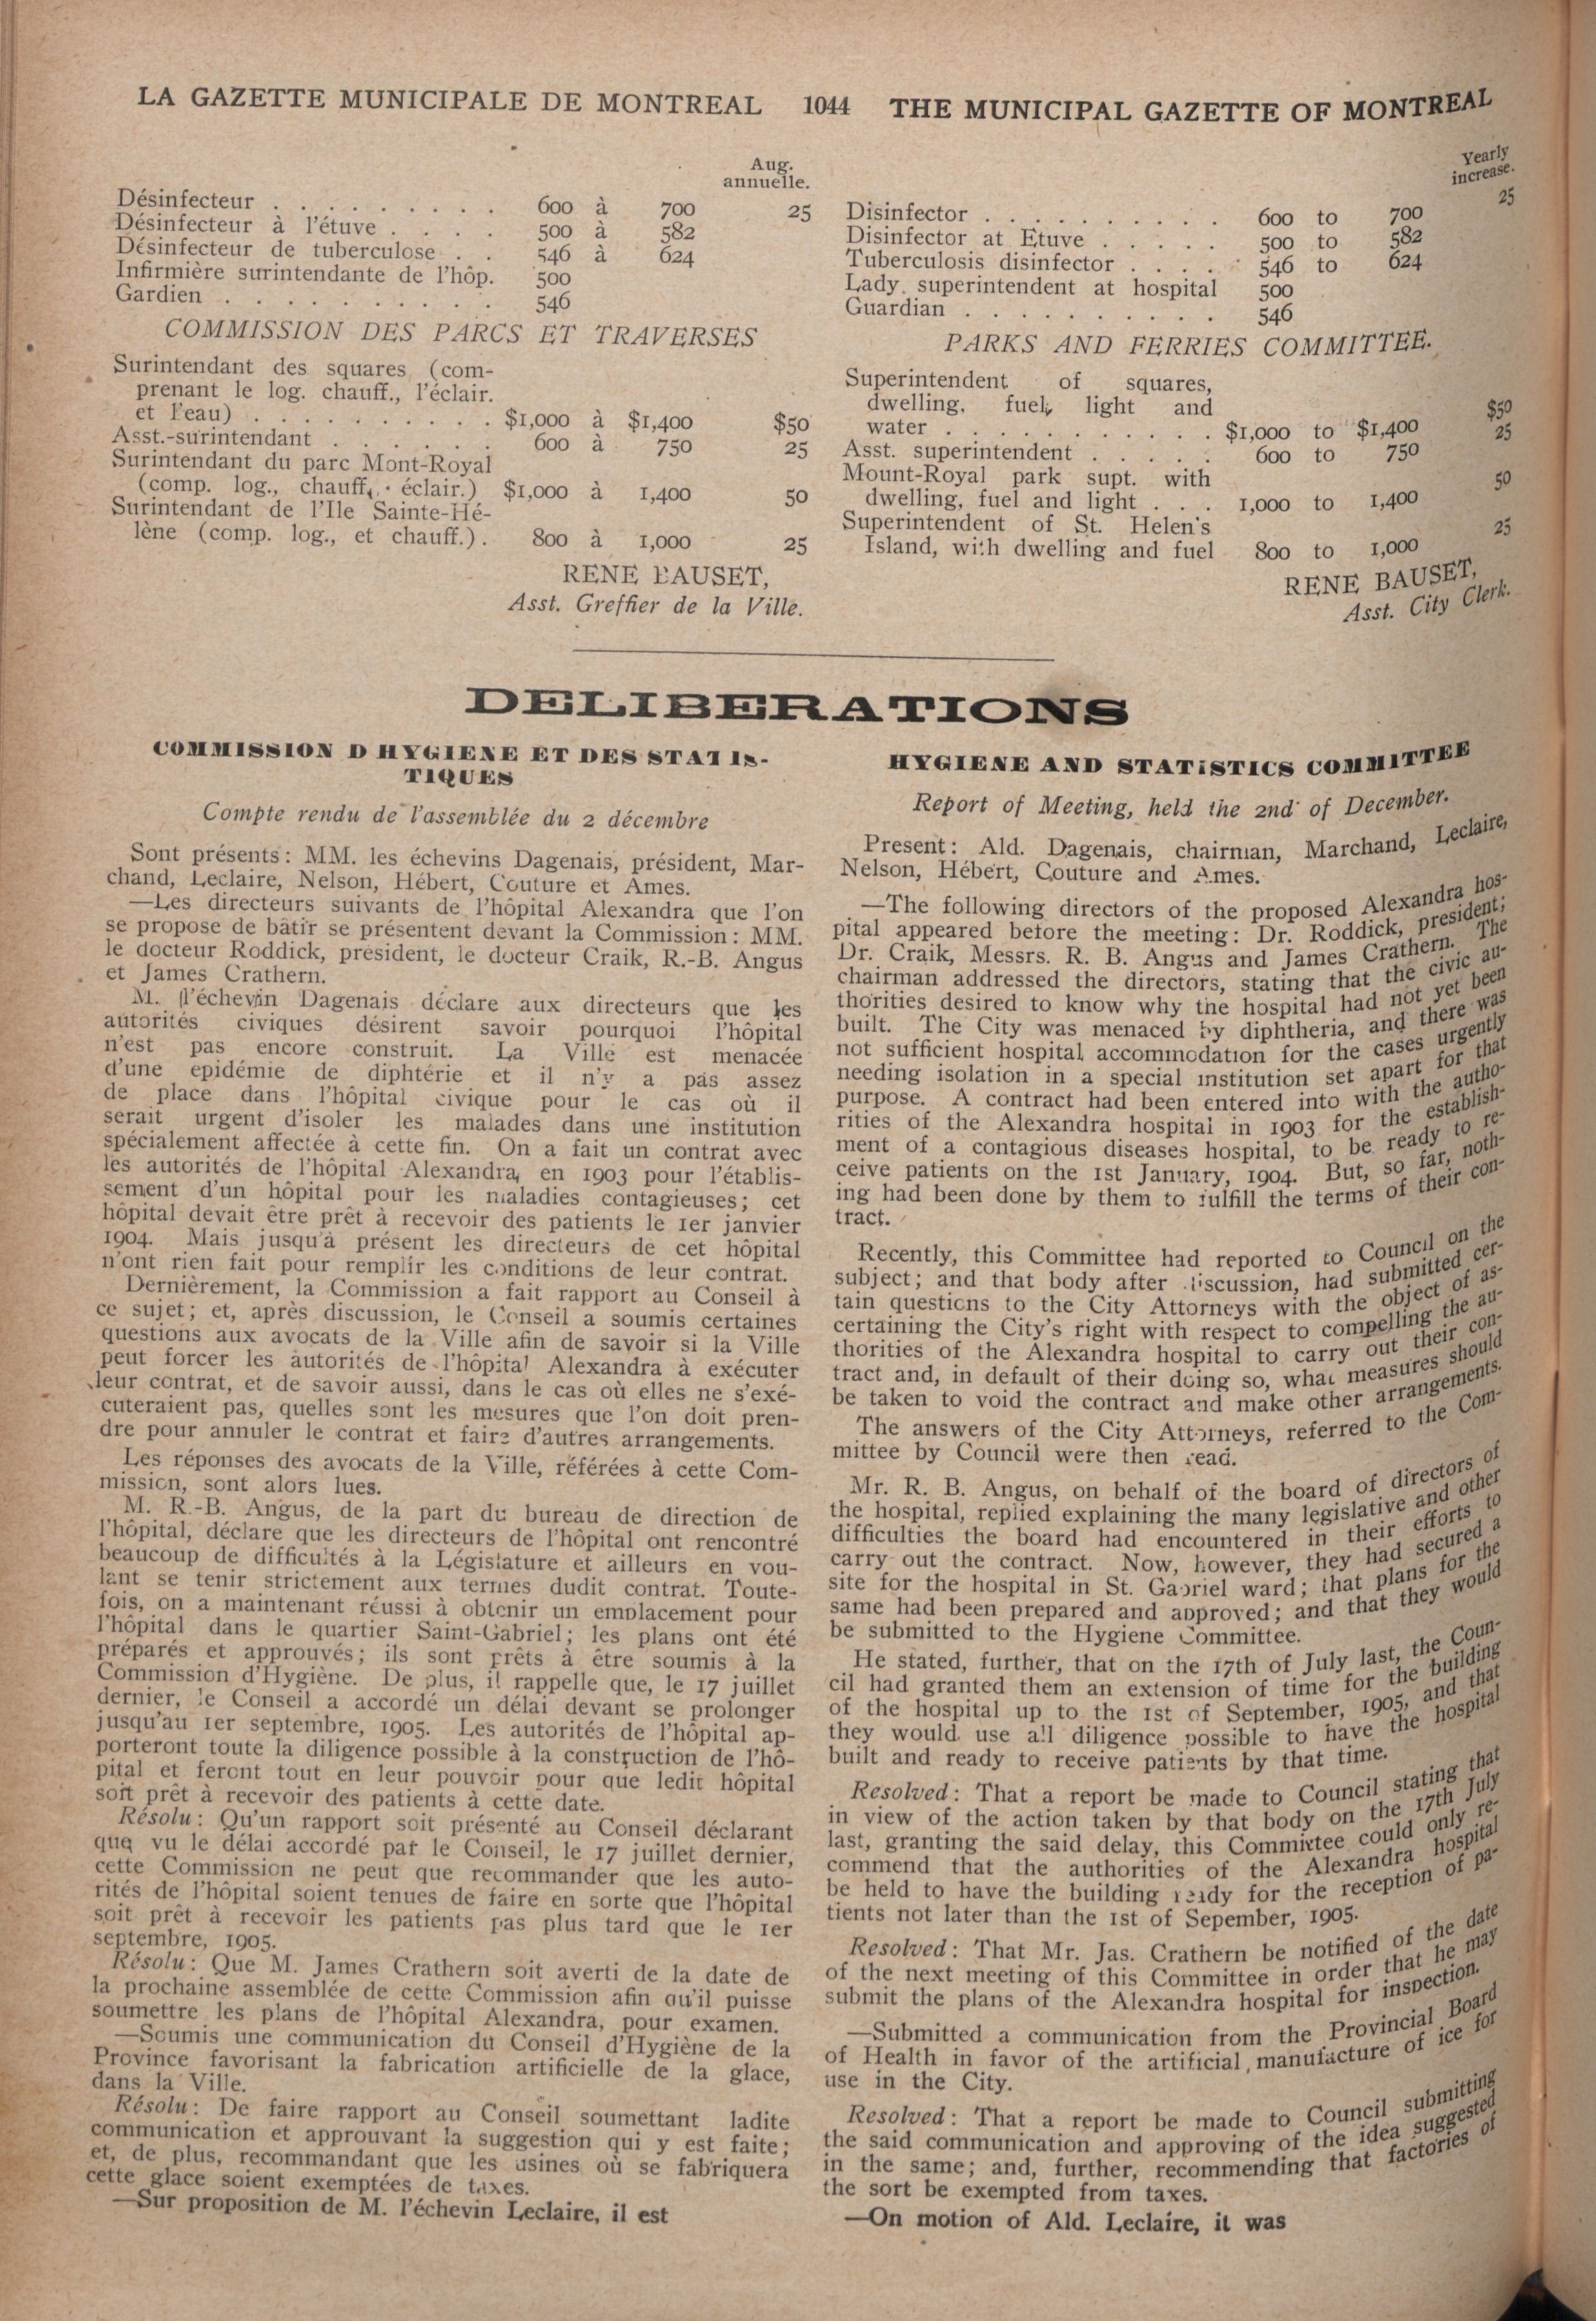 LA GAZETTE MUNICIPALE DE MONTREAL 1044 THE MUNICIPAL GAZETTE OF MONTREAL
Aug.
annuelle.
Désinfecteur . . . . . . . . . . 600 à 700 25
Désinfecteur à l'étuve . . . . . 500 à 582
Désinfecteur de tuberculose . . 546 à 624
Infirmière surintendante de l'hôp. 500
Gardien . . . . . . . . . . . 546
COMMISSION DES PARCS ET TRAVERSES
Surintendant des squares (com-
prenant le log. chauff., l'éclair.
et l'eau) . . . . . . . . . . $1,000 à $1,400 $50
Asst.-surintendant . . . . . . . 600 à 750 25
Surintendant du parc Mont-Royal
(comp. log., chauff., éclair.) $1,000 à 1,400 50
Surintendant de l'Ile Sainte-Hé-
lène (comp. log., et chauff.). 800 à 1,000 25
RENE BAUSET,
Asst. Greffier de la Ville.
Yearly
increase.
25
Disinfector . . . . . . . . . . 600 to 700
Disinfector at Etuve . . . . . 500 to 582
Tuberculosis disinfector . . . . 546 to 624
Lady superintendent at hospital 500
Guardian . . . . . . . . . . 546
PARKS AND FERRIES COMMITTEE.
Superintendent of squares,
dwelling, fuel, light and
water . . . . . . . . . . . . $1,000 to $1,400 $50
Asst. superintendent . . . . . 600 to 750 25
Mount-Royal park supt. with
dwelling, fuel and light . . . 1,000 to 1,400 50
Superintendent of St. Helen's
Island, with dwelling and fuel 800 to 1,000 25
RENE BAUSET,
Asst. City Clerk.
DELIBERATIONS
COMMISSION D HYGIENE ET DES STATIS-
TIQUES
Compte rendu de l'assemblée du 2 décembre
Sont présents: MM. les échevins Dagenais, président, Mar-
chand, Leclaire, Nelson, Hébert, Couture et Ames.
—Les directeurs suivants de l'hôpital Alexandra que l'on
se propose de bâtir se présentent devant la Commission: MM.
le docteur Roddick, président, le docteur Craik, R.-B. Angus
et James Crathern.
M. l'échevin Dagenais déclare aux directeurs que les
autorités civiques désirent savoir pourquoi l'hôpital
n'est pas encore construit. La Ville est menacée
d'une epidémie de diphtérie et il n'y a pas assez
de place dans l'hôpital civique pour le cas où il
serait urgent d'isoler les malades dans une institution
spécialement affectée à cette fin. On a fait un contrat avec
les autorités de l'hôpital Alexandra, en 1903 pour l'établis-
sement d'un hôpital pour les maladies contagieuses; cet
hôpital devait être prêt à recevoir des patients le 1er janvier
1904. Mais jusqu'à présent les directeurs de cet hôpital
n'ont rien fait pour remplir les conditions de leur contrat.
Dernièrement, la Commission a fait rapport au Conseil à
ce sujet; et, après discussion, le Conseil a soumis certaines
questions aux avocats de la Ville afin de savoir si la Ville
peut forcer les autorités de l'hôpital Alexandra à exécuter
leur contrat, et de savoir aussi, dans le cas où elles ne s'exé-
cuteraient pas, quelles sont les mesures que l'on doit pren-
dre pour annuler le contrat et faire d'autres arrangements.
Les réponses des avocats de la Ville, référées à cette Com-
mission, sont alors lues.
M. R.-B. Angus, de la part du bureau de direction de
l'hôpital, déclare que les directeurs de l'hôpital ont rencontré
beaucoup de difficultés à la Législature et ailleurs en vou-
lant se tenir strictement aux termes dudit contrat. Toute-
fois, on a maintenant réussi à obtenir un emplacement pour
l'hôpital dans le quartier Saint-Gabriel; les plans ont été
préparés et approuvés; ils sont prêts à être soumis à la
Commission d'Hygiène. De plus, il rappelle que, le 17 juillet
dernier, le Conseil a accordé un délai devant se prolonger
jusqu'au 1er septembre, 1905. Les autorités de l'hôpital ap-
porteront toute la diligence possible à la construction de l'hô-
pital et feront tout en leur pouvoir pour que ledit hôpital
soit prêt à recevoir des patients à cette date.
Résolu: Qu'un rapport soit présenté au Conseil déclarant
que vu le délai accordé par le Conseil, le 17 juillet dernier,
cette Commission ne peut que recommander que les auto-
rités de l'hôpital soient tenues de faire en sorte que l'hôpital
soit prêt à recevoir les patients pas plus tard que le 1er
septembre, 1905.
Résolu: Que M. James Crathern soit averti de la date de
la prochaine assemblée de cette Commission afin qu'il puisse
soumettre les plans de l'hôpital Alexandra, pour examen.
—Soumis une communication du Conseil d'Hygiène de la
Province favorisant la fabrication artificielle de la glace,
dans la Ville.
Résolu: De faire rapport au Conseil soumettant ladite
communication et approuvant la suggestion qui y est faite;
et, de plus, recommandant que les usines où se fabriquera
cette glace soient exemptées de taxes.
—Sur proposition de M. l'échevin Leclaire, il est
HYGIENE AND STATISTICS COMMITTEE
Report of Meeting, held the 2nd of December.
Present: Ald. Dagenais, chairman, Marchand, Leclaire,
Nelson, Hébert, Couture and Ames.
—The following directors of the proposed Alexandra hos-
pital appeared before the meeting: Dr. Roddick, president;
Dr. Craik, Messrs. R. B. Angus and James Crathern. The
chairman addressed the directors, stating that the civic au-
thorities desired to know why the hospital had not yet been
built. The City was menaced by diphtheria, and there was
not sufficient hospital accommodation for the cases urgently
needing isolation in a special institution set apart for that
purpose. A contract had been entered into with the autho-
rities of the Alexandra hospital in 1903 for the establish-
ment of a contagious diseases hospital, to be ready to re-
ceive patients on the 1st January, 1904. But, so far, noth-
ing had been done by them to fulfill the terms of their con-
tract.
Recently, this Committee had reported to Council on the
subject; and that body after discussion, had submitted cer-
tain questions to the City Attorneys with the object of as-
certaining the City's right with respect to compelling the au-
thorities of the Alexandra hospital to carry out their con-
tract and, in default of their doing so, what measures should
be taken to void the contract and make other arrangements.
The answers of the City Attorneys, referred to the Com-
mittee by Council were then read.
Mr. R. B. Angus, on behalf of the board of directors of
the hospital, replied explaining the many legislative and other
difficulties the board had encountered in their efforts to
carry out the contract. Now, however, they had secured a
site for the hospital in St. Gabriel ward; that plans for the
same had been prepared and approved; and that they would
be submitted to the Hygiene Committee.
He stated, further, that on the 17th of July last, the Coun-
cil had granted them an extension of time for the building
of the hospital up to the 1st of September, 1905, and that
they would use all diligence possible to have the hospital
built and ready to receive patients by that time.
Resolved: That a report be made to Council stating that
in view of the action taken by that body on the 17th July
last, granting the said delay, this Committee could only re-
commend that the authorities of the Alexandra hospital
be held to have the building ready for the reception of pa-
tients not later than the 1st of Sepember, 1905.
Resolved: That Mr. Jas. Crathern be notified of the date
of the next meeting of this Committee in order that he may
submit the plans of the Alexandra hospital for inspection.
—Submitted a communication from the Provincial Board
of Health in favor of the artificial manufacture of ice for
use in the City.
Resolved: That a report be made to Council submitting
the said communication and approving of the idea suggested
in the same; and, further, recommending that factories of
the sort be exempted from taxes.
—On motion of Ald. Leclaire, it was